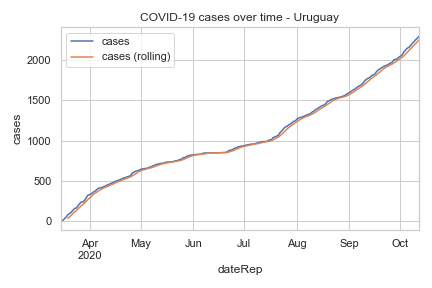 COVID-19 cases over time - Uruguay
cases
cases (rolling)
cases
2000
1500
1000
500
0
Apr May Jun Jul Aug Sep Oct
2020
dateRep